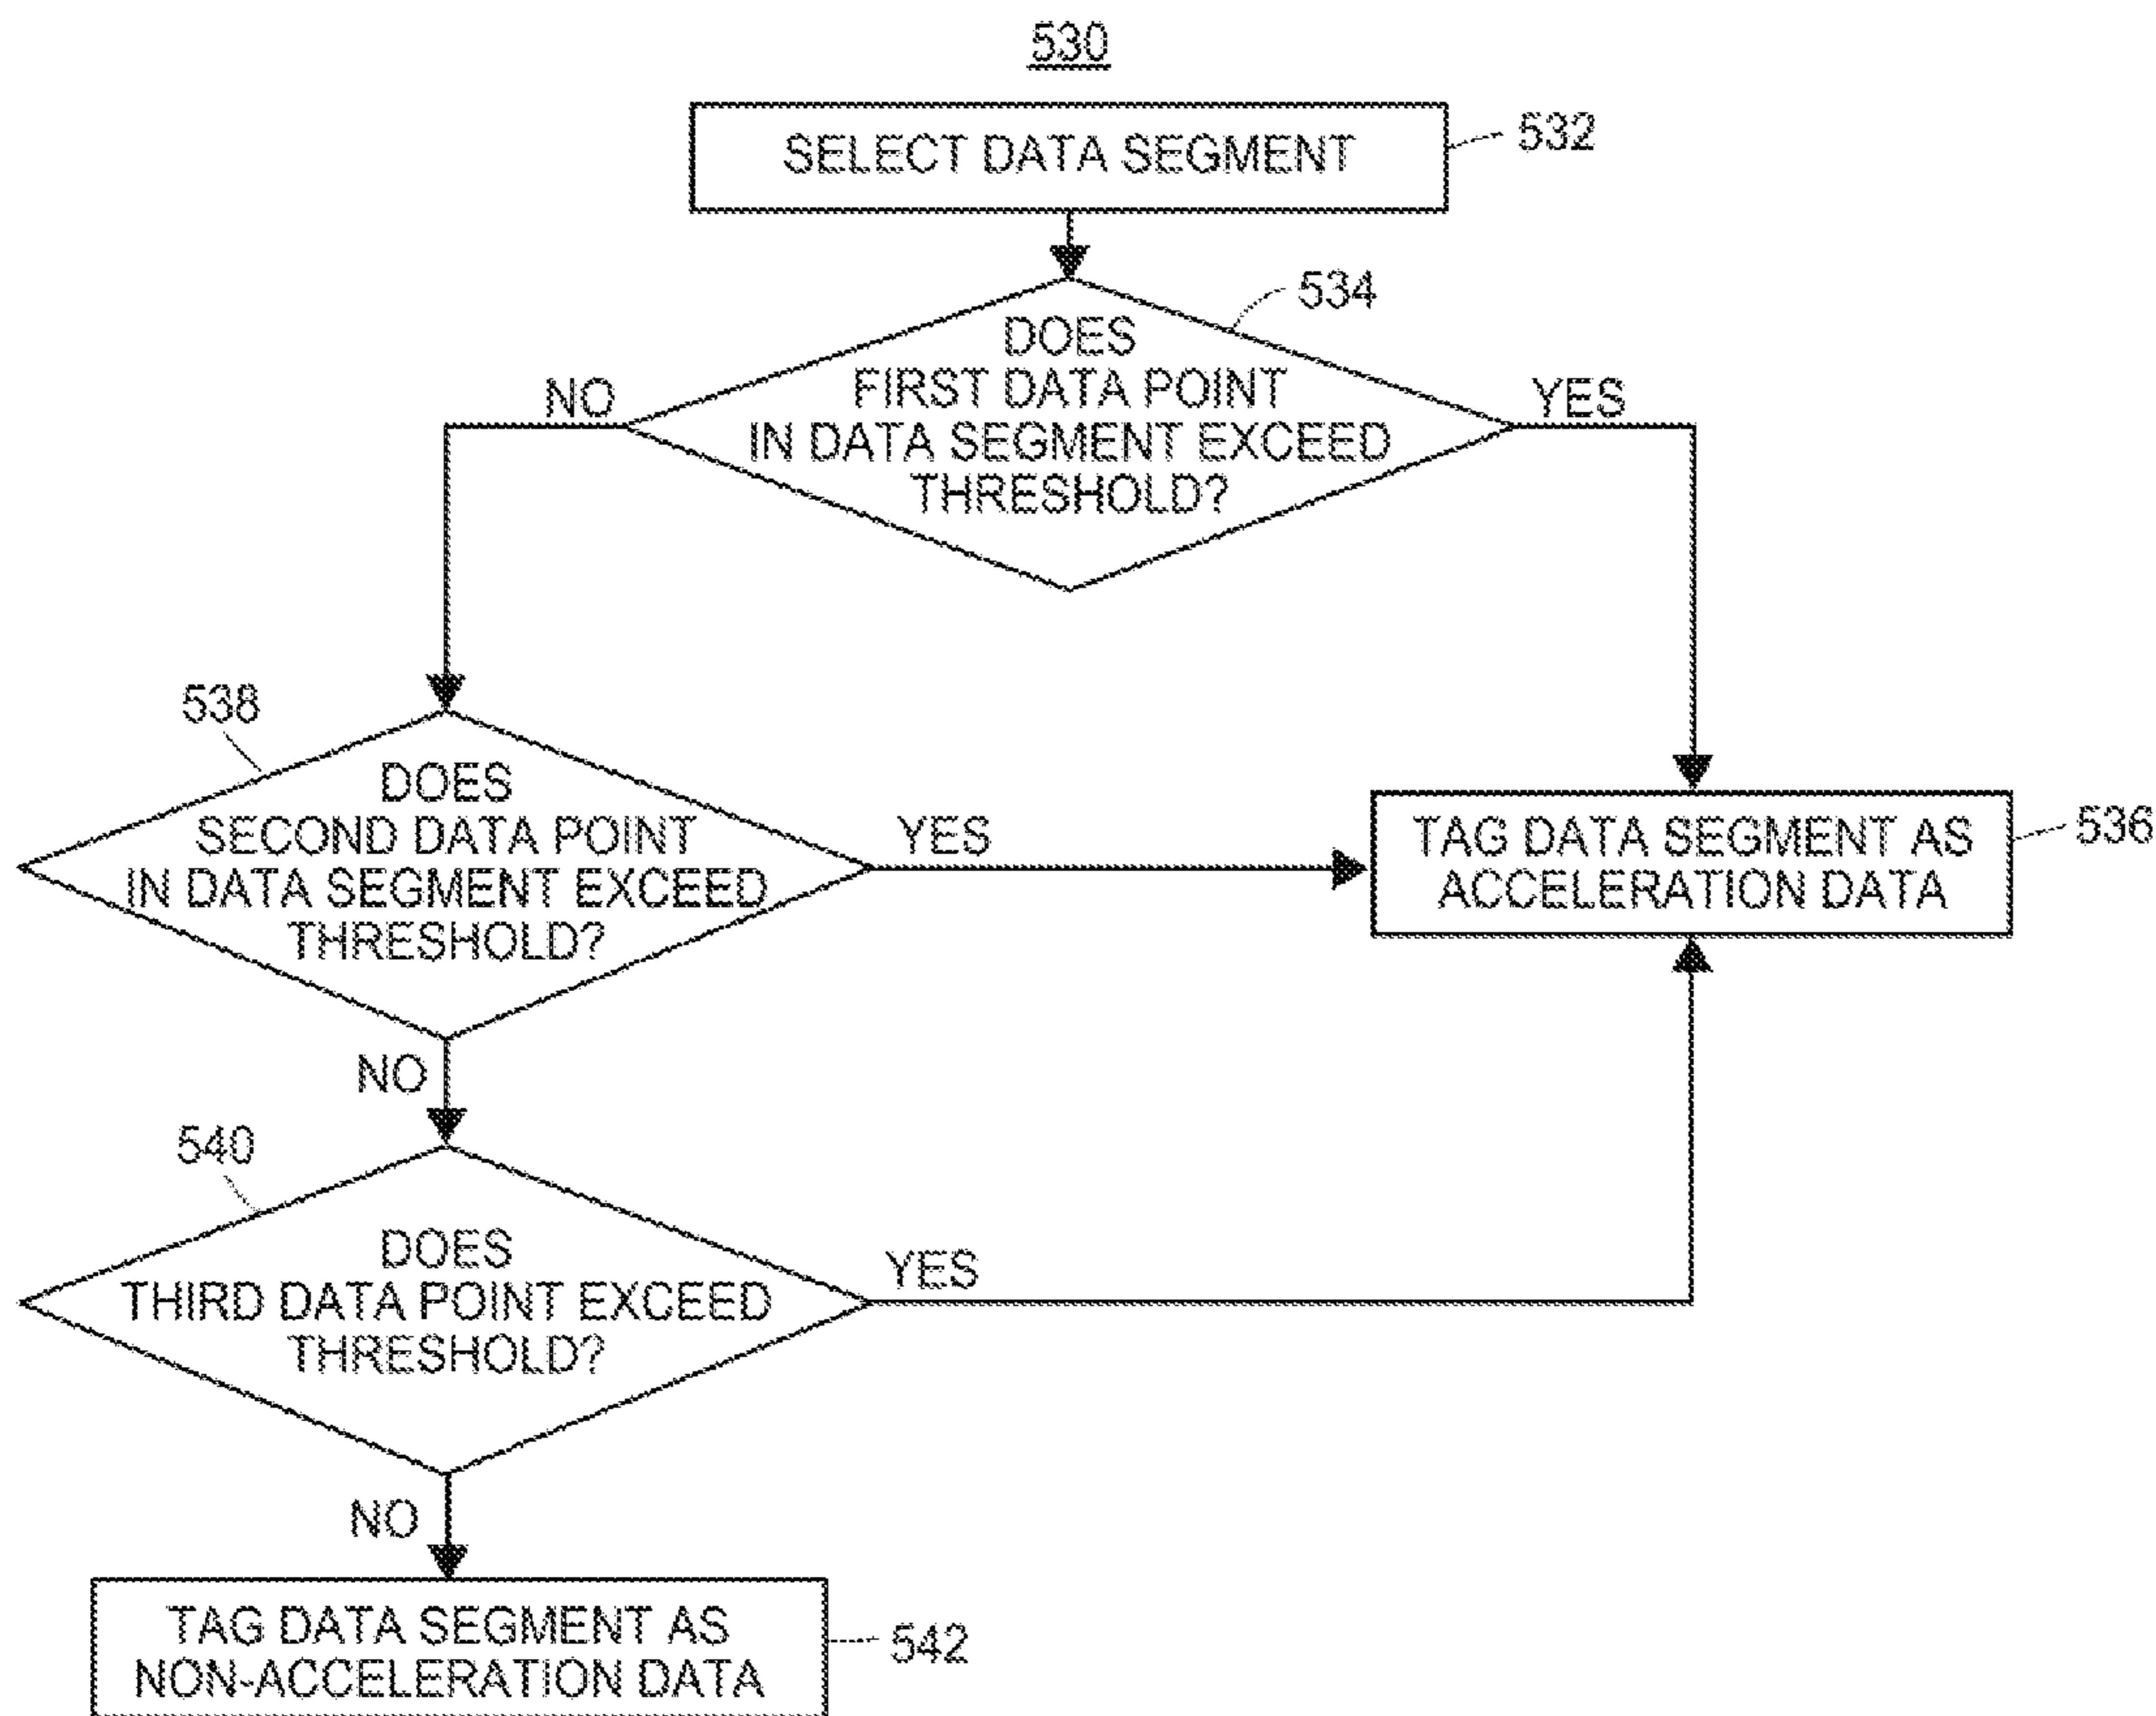 530
SELECT DATA SEGMENT
532
534
DOES
FIRST DATA POINT
IN DATA SEGMENT EXCEED
THRESHOLD?
NO
YES
538
DOES
SECOND DATA POINT
IN DATA SEGMENT EXCEED
THRESHOLD?
YES
TAG DATA SEGMENT AS
ACCELERATION DATA
536
NO
540
DOES
THIRD DATA POINT EXCEED
THRESHOLD?
YES
NO
TAG DATA SEGMENT AS
NON-ACCELERATION DATA
542